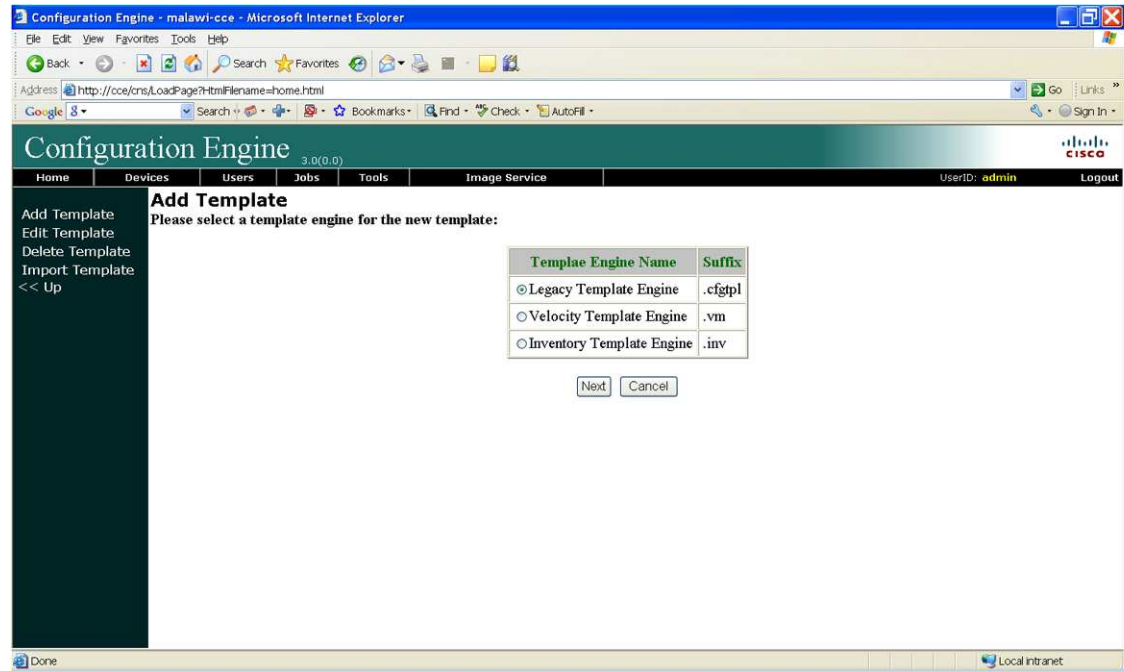 Configuration Engine - malawi-cce - Microsoft Internet Explorer
File Edit View Favorites Tools Help
Back Search Favorites
Address http://cce/cns/LoadPage?HtmlFilename=home.html Go Links »
Google Search Bookmarks Find Check AutoFill Sign In
Configuration Engine 3.0(0.0)
CISCO
Home Devices Users Jobs Tools Image Service UserID: admin Logout
Add Template
Edit Template
Delete Template
Import Template
<< Up
Add Template
Please select a template engine for the new template:
Templae Engine Name Suffix
Legacy Template Engine .cfgtpl
Velocity Template Engine .vm
Inventory Template Engine .inv
Next Cancel
Done Local intranet